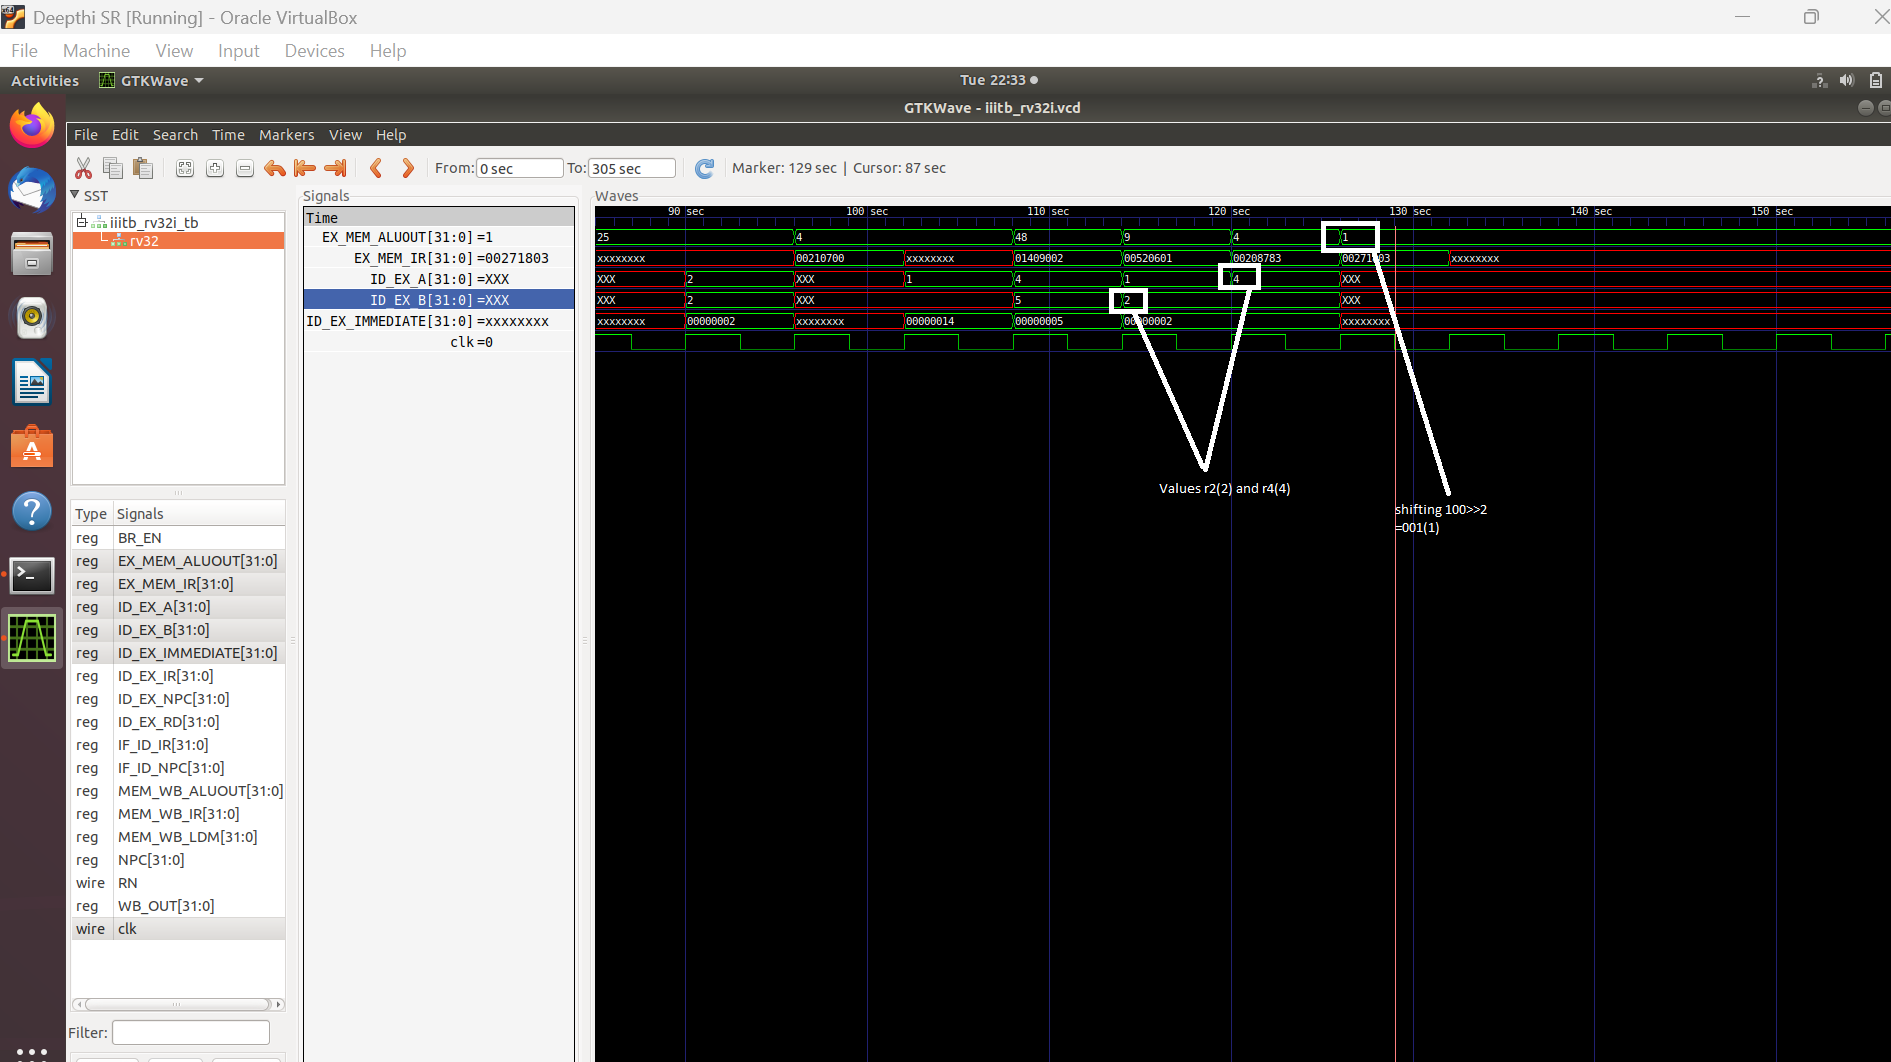 Deepthi SR [Running] - Oracle VirtualBox
File Machine View Input Devices Help
Activities GTKWave Tue 22:33
GTKWave - iiitb_rv32i.vcd
File Edit Search Time Markers View Help
From: 0 sec To: 305 sec Marker: 129 sec | Cursor: 87 sec
SST
iiitb_rv32i_tb
rv32
Type Signals
reg BR_EN
reg EX_MEM_ALUOUT[31:0]
reg EX_MEM_IR[31:0]
reg ID_EX_A[31:0]
reg ID_EX_B[31:0]
reg ID_EX_IMMEDIATE[31:0]
reg ID_EX_IR[31:0]
reg ID_EX_NPC[31:0]
reg ID_EX_RD[31:0]
reg IF_ID_IR[31:0]
reg IF_ID_NPC[31:0]
reg MEM_WB_ALUOUT[31:0]
reg MEM_WB_IR[31:0]
reg MEM_WB_LDM[31:0]
reg NPC[31:0]
wire RN
reg WB_OUT[31:0]
wire clk
Filter:
Signals
Time
EX_MEM_ALUOUT[31:0] =1
EX_MEM_IR[31:0] =00271803
ID_EX_A[31:0] =XXX
ID_EX_B[31:0] =XXX
ID_EX_IMMEDIATE[31:0] =xxxxxxxx
clk =0
Waves
90 sec 100 sec 110 sec 120 sec 130 sec 140 sec 150 sec
25 4 48 9 4 1
xxxxxxxx 00210700 xxxxxxxx 01409002 00520601 00208783 00271803 xxxxxxxx
XXX 2 XXX 1 4 1 4 XXX
XXX 2 XXX 5 2 XXX
xxxxxxxx 00000002 xxxxxxxx 00000014 00000005 00000002 xxxxxxxx
Values r2(2) and r4(4)
shifting 100>>2
=001(1)